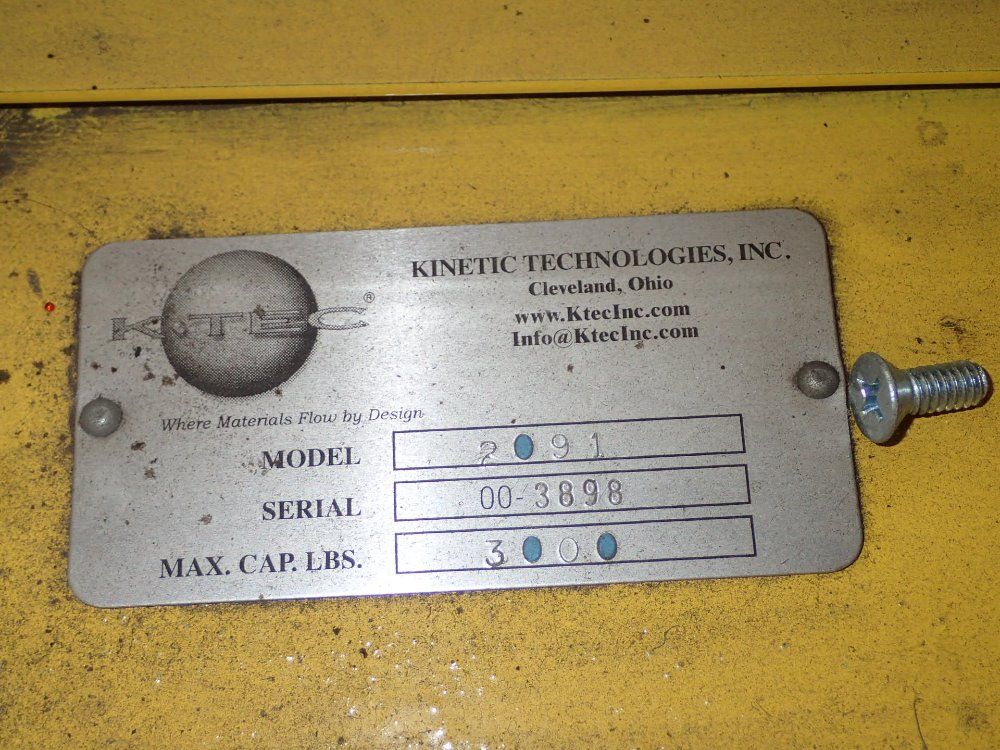 KINETIC TECHNOLOGIES, INC.
Cleveland, Ohio
www.KtecInc.com
Info@KtecInc.com
K·TEC®
Where Materials Flow by Design
MODEL 2091
SERIAL 00-3898
MAX. CAP. LBS. 3000